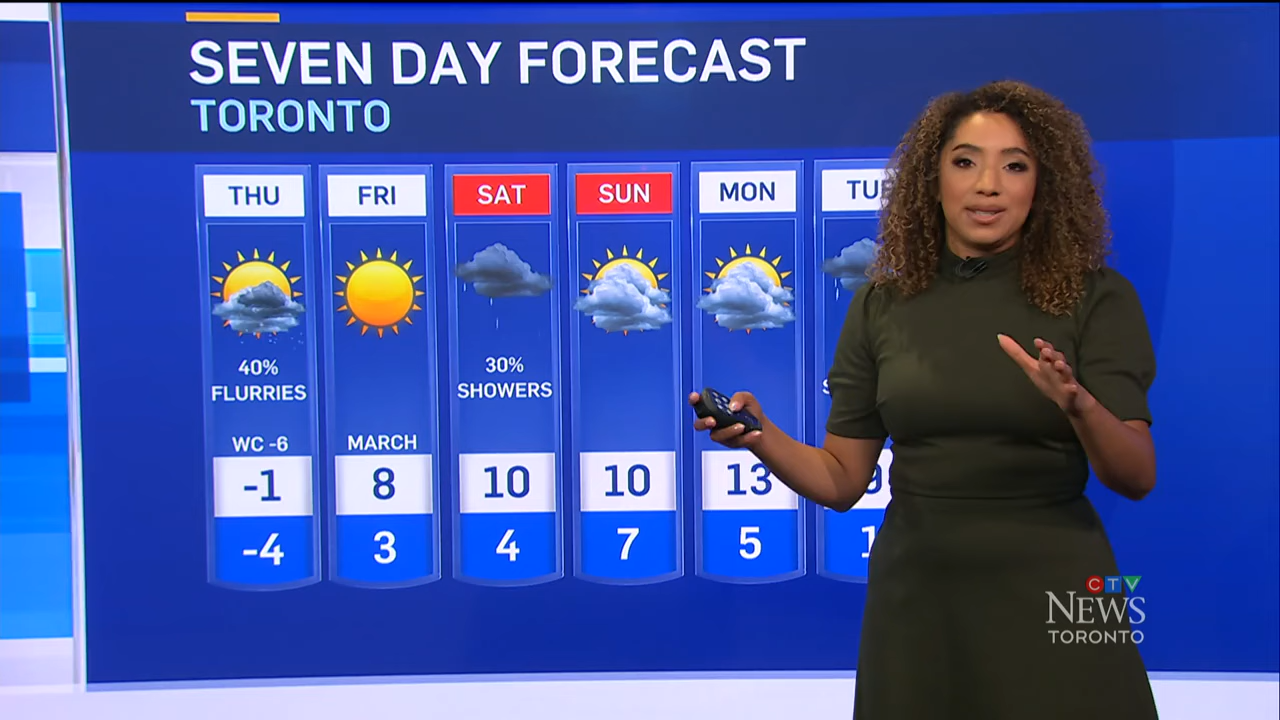 SEVEN DAY FORECAST
TORONTO
THU FRI SAT SUN MON
40% 30%
FLURRIES SHOWERS
WC -6 MARCH
-1 8 10 10 13
-4 3 4 7 5
CTV
NEWS
TORONTO